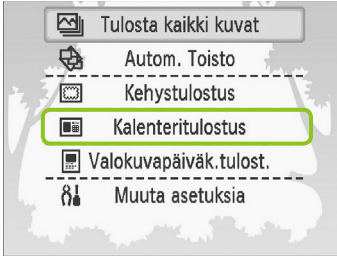 Tulosta kaikki kuvat
Autom. Toisto
Kehystulostus
Kalenteritulostus
Valokuvapäiväk.tulost.
Muuta asetuksia